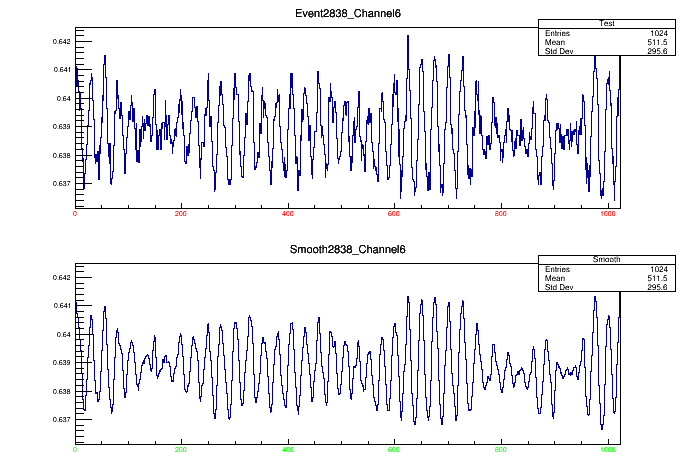 Event2838_Channel6
Test
Entries 1024
Mean 511.5
Std Dev 295.6
0.642
0.641
0.64
0.639
0.638
0.637
0 200 400 600 800 1000
Smooth2838_Channel6
Smooth
Entries 1024
Mean 511.5
Std Dev 295.6
0.642
0.641
0.64
0.639
0.638
0.637
0 200 400 600 800 1000